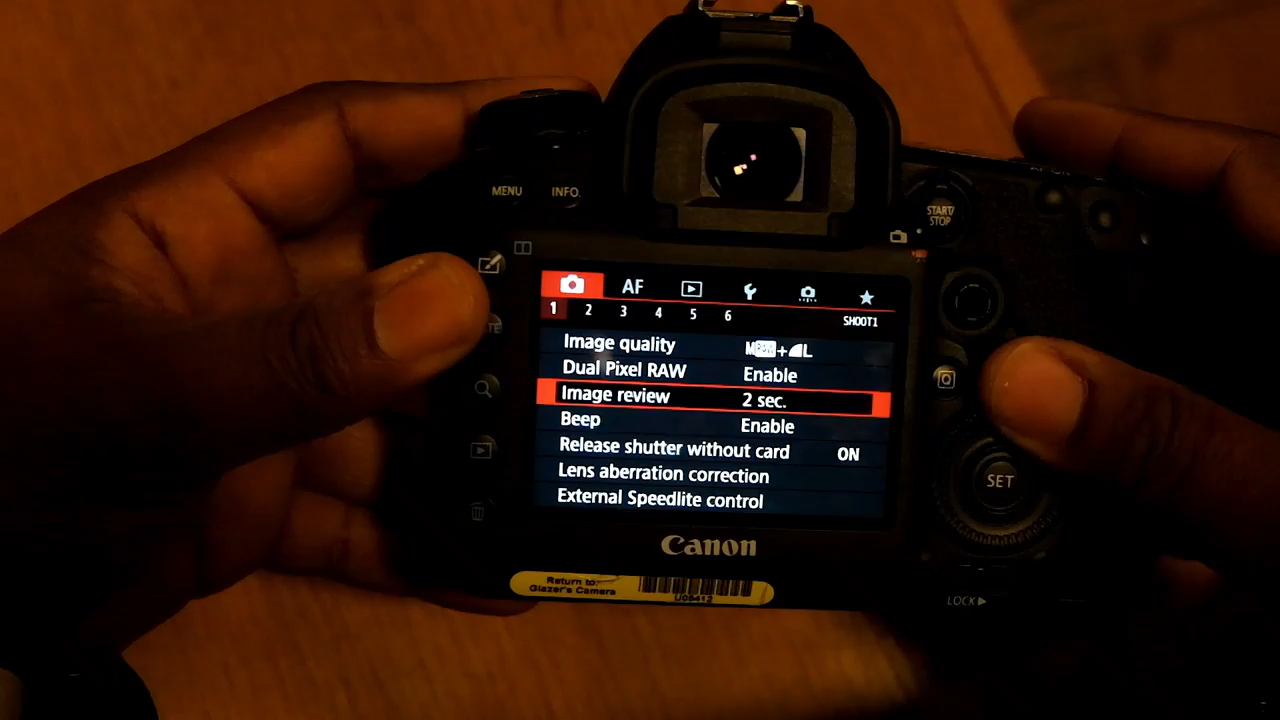 MENU INFO.
START/
STOP
AF
1 2 3 4 5 6 SHOOT1
Image quality M RAW + L
Dual Pixel RAW Enable
Image review 2 sec.
Beep Enable
Release shutter without card ON
Lens aberration correction
External Speedlite control
Q
SET
Canon
Return to:
Glazer's Camera
U05412
LOCK